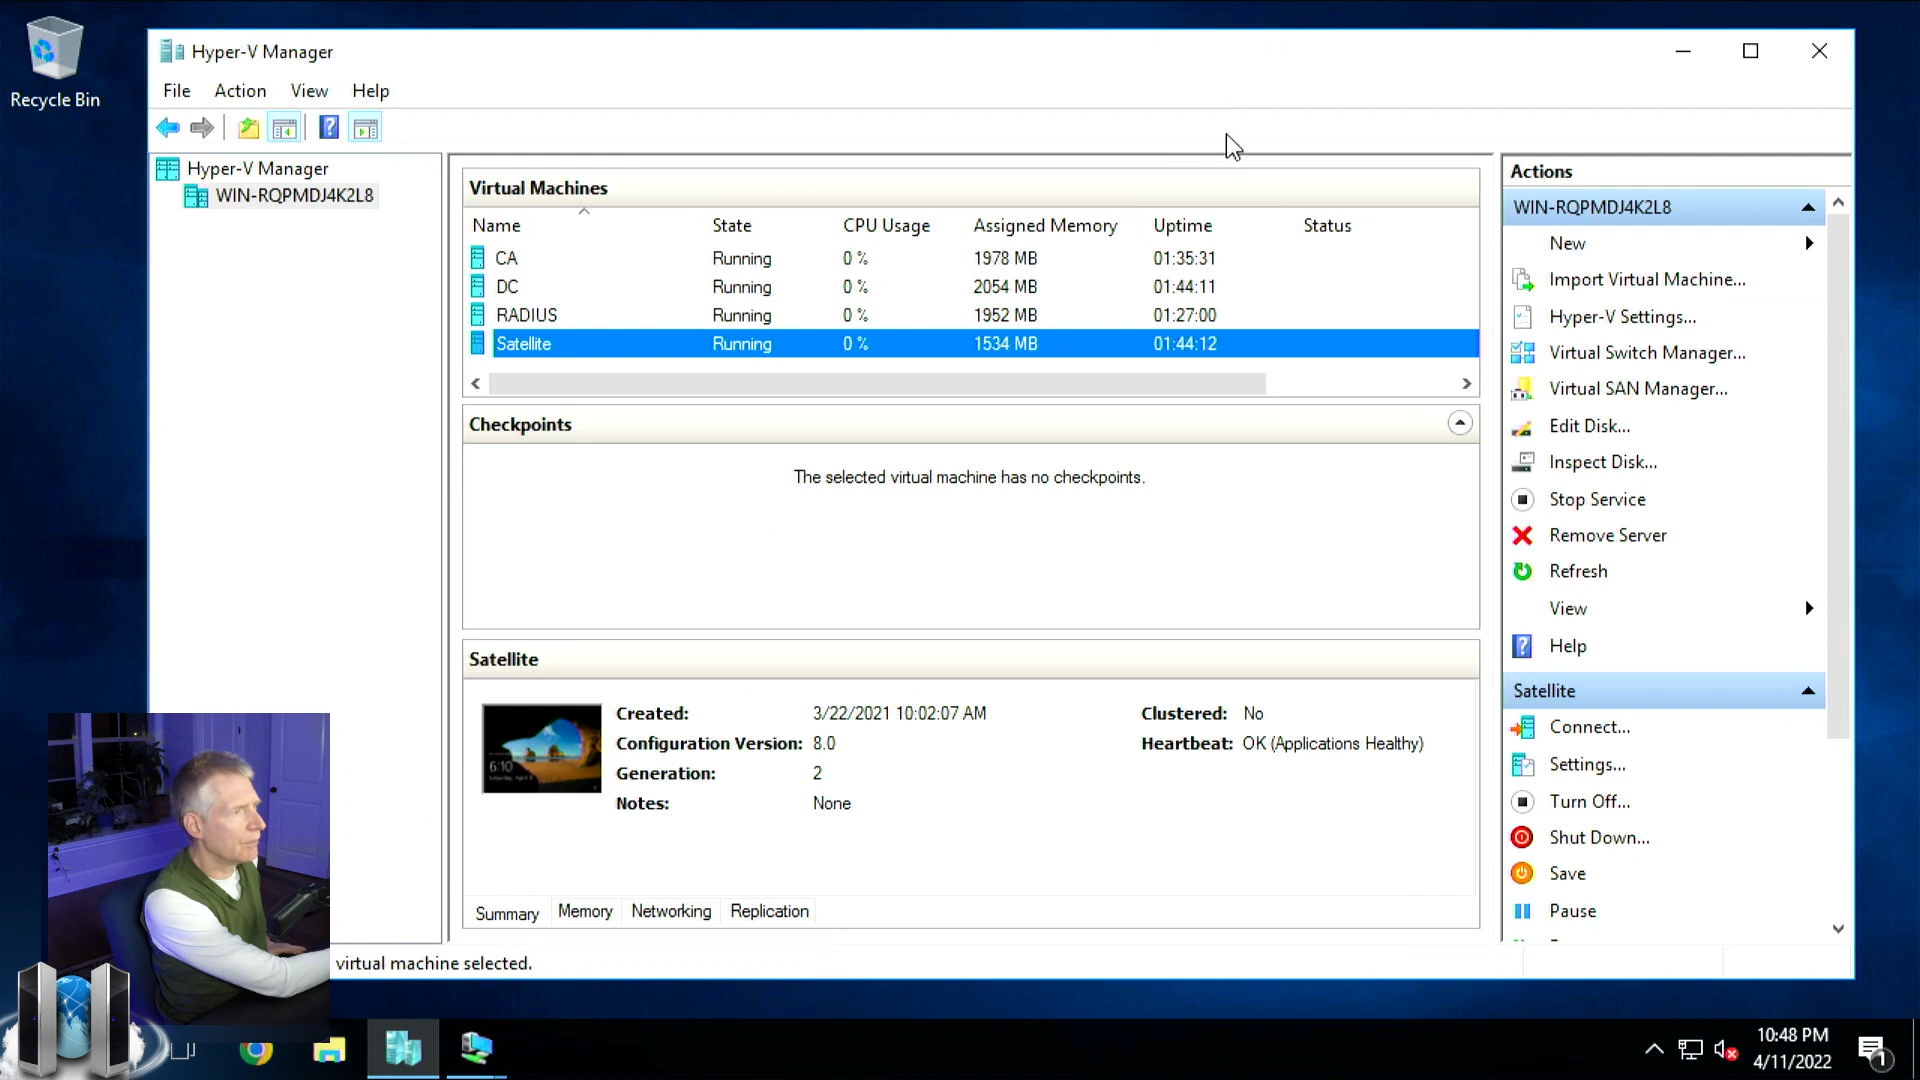 Recycle Bin
Hyper-V Manager
File Action View Help
Hyper-V Manager
WIN-RQPMDJ4K2L8
Virtual Machines
Name State CPU Usage Assigned Memory Uptime Status
CA Running 0 % 1978 MB 01:35:31
DC Running 0 % 2054 MB 01:44:11
RADIUS Running 0 % 1952 MB 01:27:00
Satellite Running 0 % 1534 MB 01:44:12
Checkpoints
The selected virtual machine has no checkpoints.
Satellite
6:10
Created: 3/22/2021 10:02:07 AM Clustered: No
Configuration Version: 8.0 Heartbeat: OK (Applications Healthy)
Generation: 2
Notes: None
Summary Memory Networking Replication
virtual machine selected.
Actions
WIN-RQPMDJ4K2L8
New
Import Virtual Machine...
Hyper-V Settings...
Virtual Switch Manager...
Virtual SAN Manager...
Edit Disk...
Inspect Disk...
Stop Service
Remove Server
Refresh
View
Help
Satellite
Connect...
Settings...
Turn Off...
Shut Down...
Save
Pause
10:48 PM
4/11/2022
1